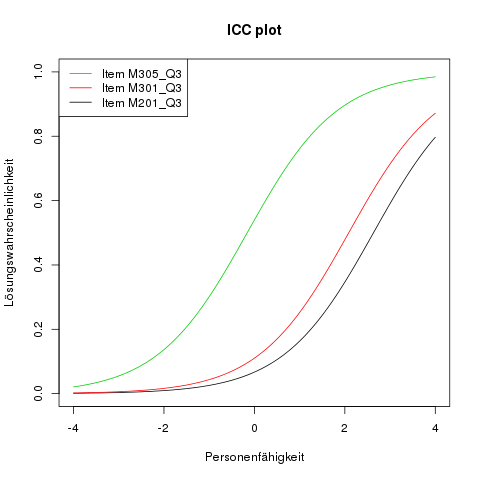 ICC plot
Item M305_Q3
Item M301_Q3
Item M201_Q3
Lösungswahrscheinlichkeit
1.0
0.8
0.6
0.4
0.2
0.0
-4 -2 0 2 4
Personenfähigkeit